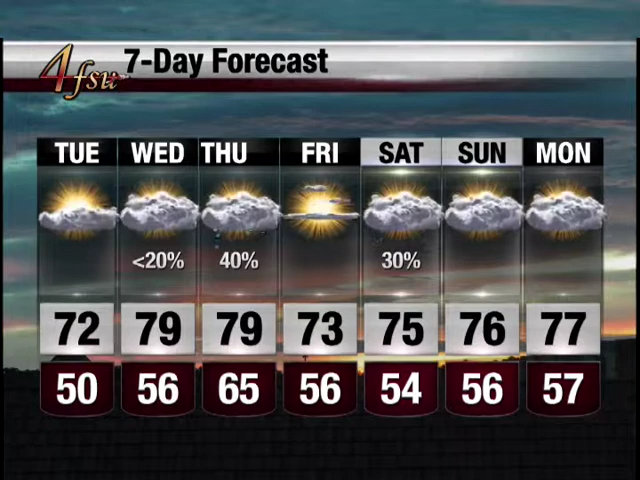 4fsu 7-Day Forecast
TUE WED THU FRI SAT SUN MON
<20% 40% 30%
72 79 79 73 75 76 77
50 56 65 56 54 56 57